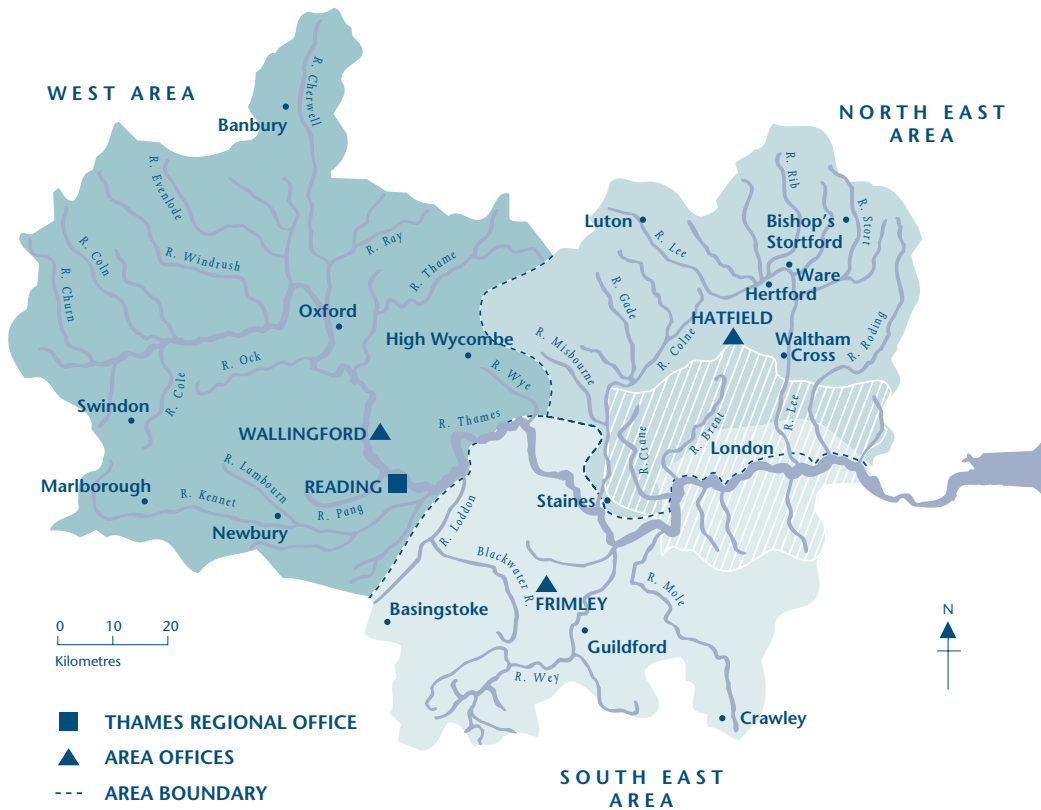 WEST AREA
NORTH EAST
AREA
Banbury
R. Cherwell
R. Evenlode
R. Rib
R. Stort
Luton
Bishop's
Stortford
R. Coln
R. Windrush
R. Ray
R. Thame
R. Lee
Ware
Hertford
R. Churn
Oxford
R. Gade
HATFIELD
R. Roding
High Wycombe
R. Misbourne
R. Colne
Waltham
Cross
R. Ock
R. Cole
R. Wye
Swindon
R. Thames
R. Brent
R. Lee
WALLINGFORD
R. Crane
London
R. Lambourn
READING
Marlborough
R. Kennet
R. Pang
Staines
Newbury
R. Loddon
Blackwater R.
R. Mole
FRIMLEY
Basingstoke
N
0 10 20
Kilometres
Guildford
R. Wey
Crawley
THAMES REGIONAL OFFICE
AREA OFFICES
AREA BOUNDARY
SOUTH EAST
AREA